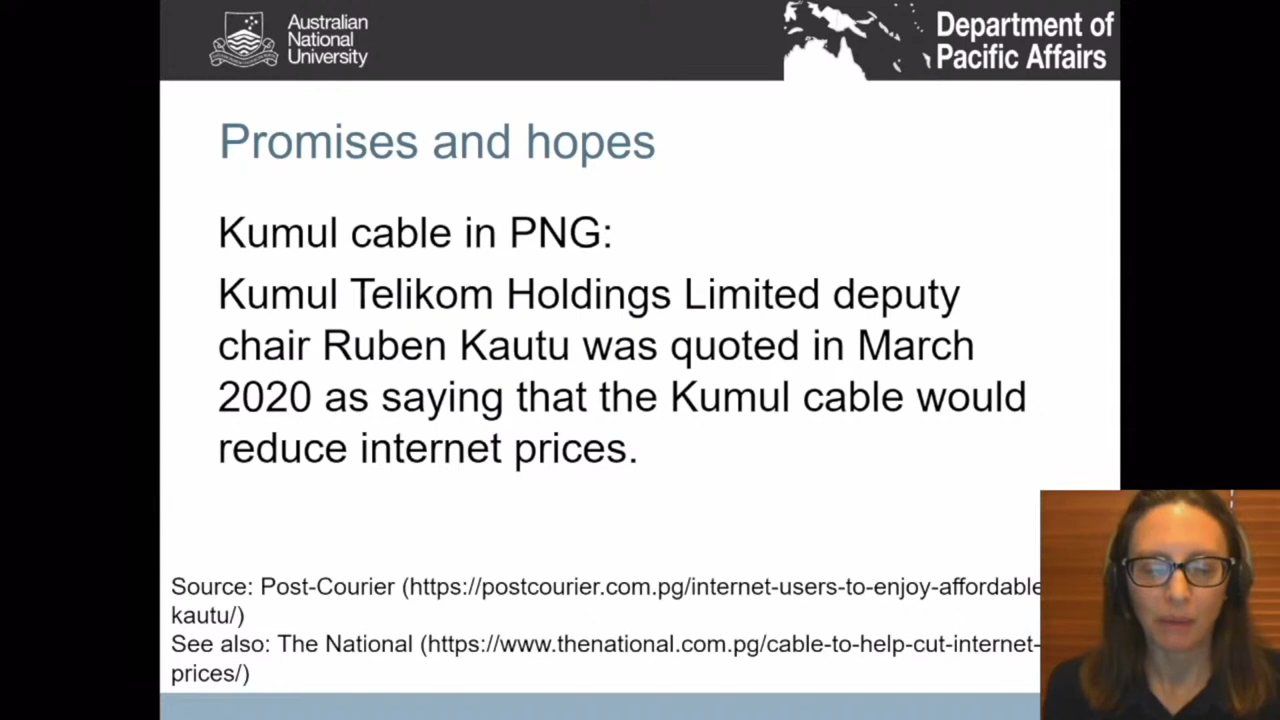 Australian
National
University
Department of
Pacific Affairs
Promises and hopes
Kumul cable in PNG:
Kumul Telikom Holdings Limited deputy
chair Ruben Kautu was quoted in March
2020 as saying that the Kumul cable would
reduce internet prices.
Source: Post-Courier (https://postcourier.com.pg/internet-users-to-enjoy-affordable
kautu/)
See also: The National (https://www.thenational.com.pg/cable-to-help-cut-internet-
prices/)